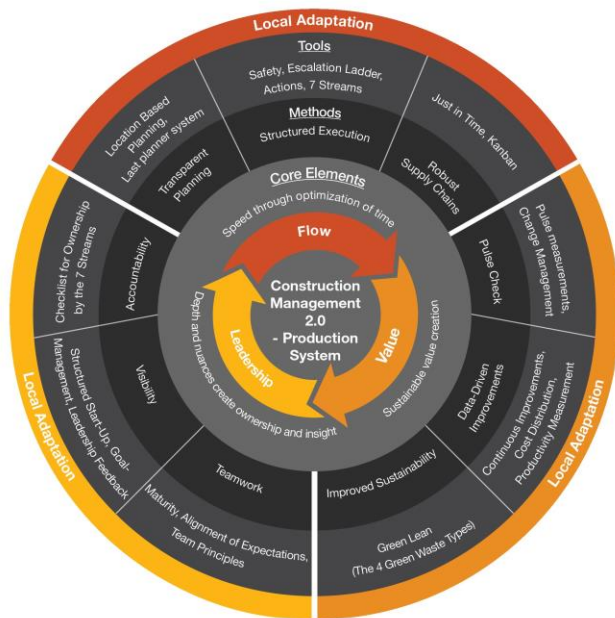 Local Adaptation
Tools
Safety, Escalation Ladder,
Actions, 7 Streams
Methods
Structured Execution
Location Based
Planning,
Last planner system
Transparent
Planning
Just in Time, Kanban
Robust
Supply Chains
Core Elements
Speed through optimization of time
Flow
Construction
Management
2.0
- Production
System
Value
Sustainable value creation
Leadership
Depth and nuances create ownership and insight
Pulse measurements,
Change Management
Pulse Check
Continuous Improvements,
Cost Distribution,
Productivity Measurement
Data-Driven
Improvements
Local Adaptation
Improved Sustainability
Green Lean
(The 4 Green Waste Types)
Teamwork
Maturity, Alignment of Expectations,
Team Principles
Visibility
Structured Start-Up, Goal-
Management, Leadership Feedback
Accountability
Checklist for Ownership
by the 7 Streams
Local Adaptation